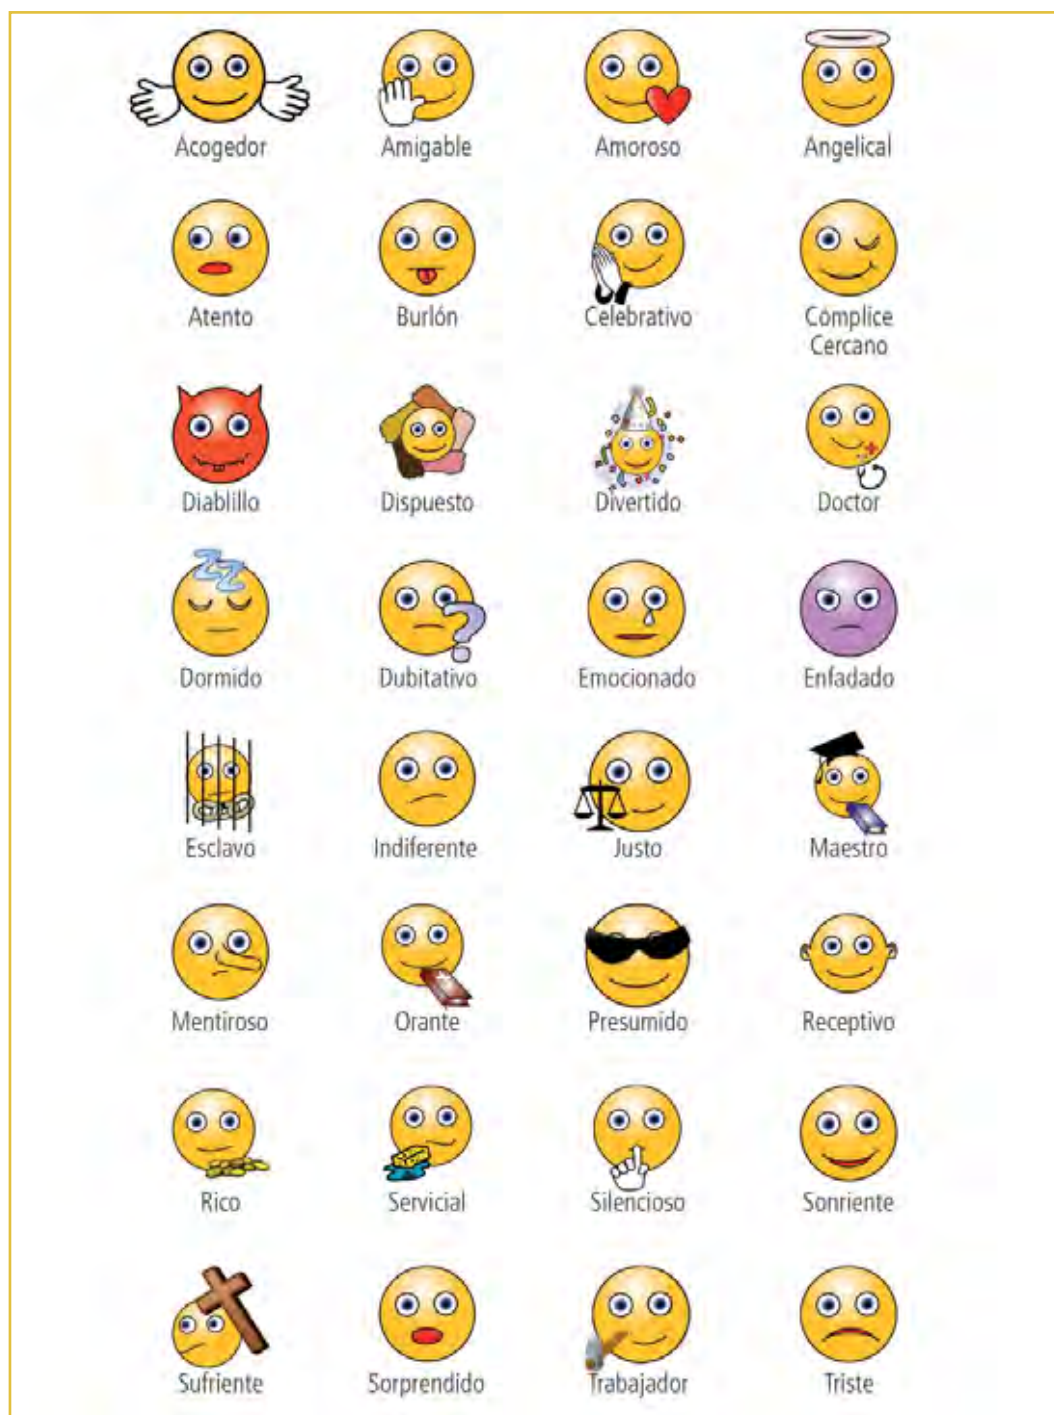 Acogedor Amigable Amoroso Angelical
Atento Burlón Celebrativo Cómplice
Cercano
Diablillo Dispuesto Divertido Doctor
Dormido Dubitativo Emocionado Enfadado
Esclavo Indiferente Justo Maestro
Mentiroso Orante Presumido Receptivo
Rico Servicial Silencioso Sonriente
Sufriente Sorprendido Trabajador Triste